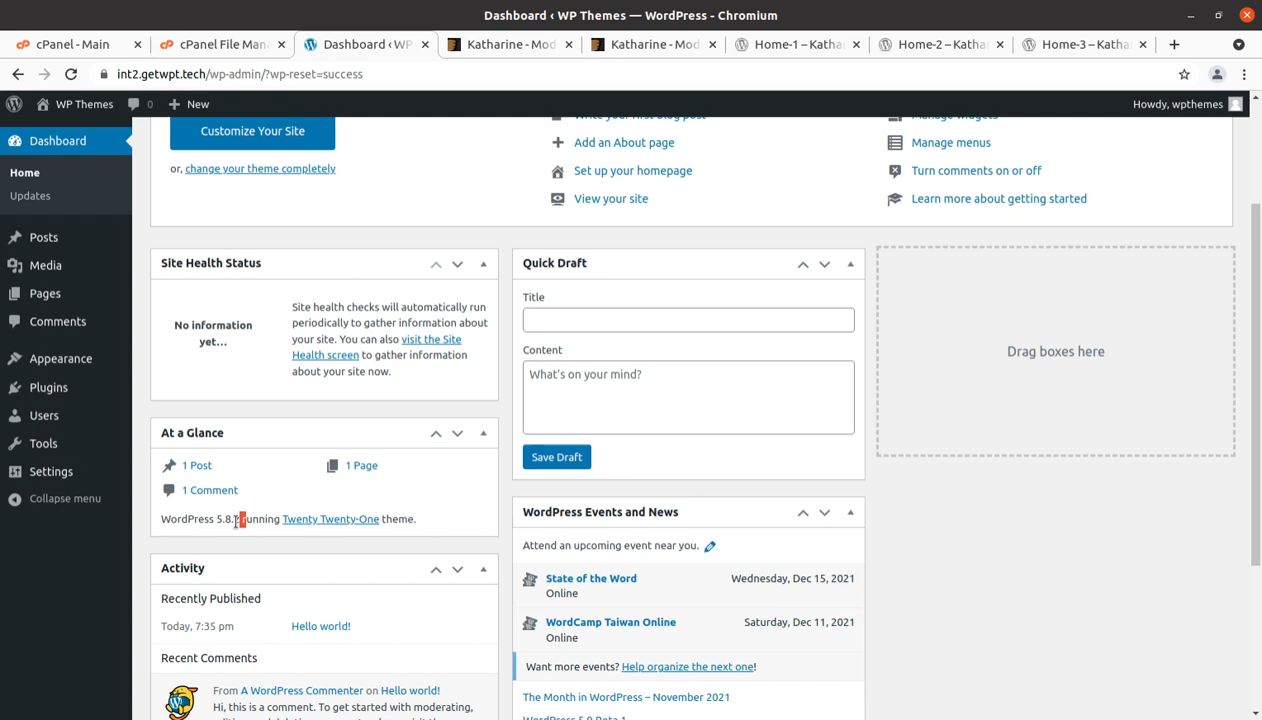 Dashboard ‹ WP Themes — WordPress - Chromium
cPanel - Main
cPanel File Man
Dashboard ‹ WP
Katharine - Mod
Katharine - Mod
Home-1 – Katha
Home-2 – Katha
Home-3 – Katha
int2.getwpt.tech/wp-admin/?wp-reset=success
WP Themes
0
New
Howdy, wpthemes
Dashboard
Home
Updates
Posts
Media
Pages
Comments
Appearance
Plugins
Users
Tools
Settings
Collapse menu
Customize Your Site
or, change your theme completely
Write your first blog post
Add an About page
Set up your homepage
View your site
Manage widgets
Manage menus
Turn comments on or off
Learn more about getting started
Site Health Status
No information
yet...
Site health checks will automatically run
periodically to gather information about
your site. You can also visit the Site
Health screen to gather information
about your site now.
At a Glance
1 Post
1 Page
1 Comment
WordPress 5.8. running Twenty Twenty-One theme.
Activity
Recently Published
Today, 7:35 pm
Hello world!
Recent Comments
From A WordPress Commenter on Hello world!
Hi, this is a comment. To get started with moderating,
Quick Draft
Title
Content
What's on your mind?
Save Draft
WordPress Events and News
Attend an upcoming event near you.
State of the Word
Wednesday, Dec 15, 2021
Online
WordCamp Taiwan Online
Saturday, Dec 11, 2021
Online
Want more events? Help organize the next one!
The Month in WordPress – November 2021
Drag boxes here